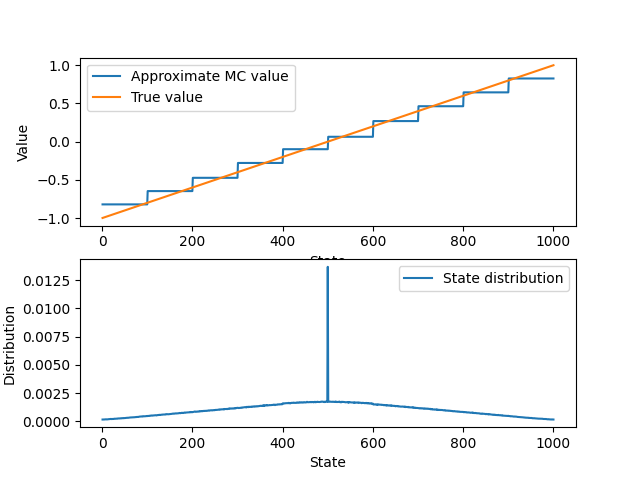 1.0
0.5
0.0
−0.5
−1.0
Value
Approximate MC value
True value
0 200 400 600 800 1000
State
0.0125
0.0100
0.0075
0.0050
0.0025
0.0000
Distribution
State distribution
0 200 400 600 800 1000
State